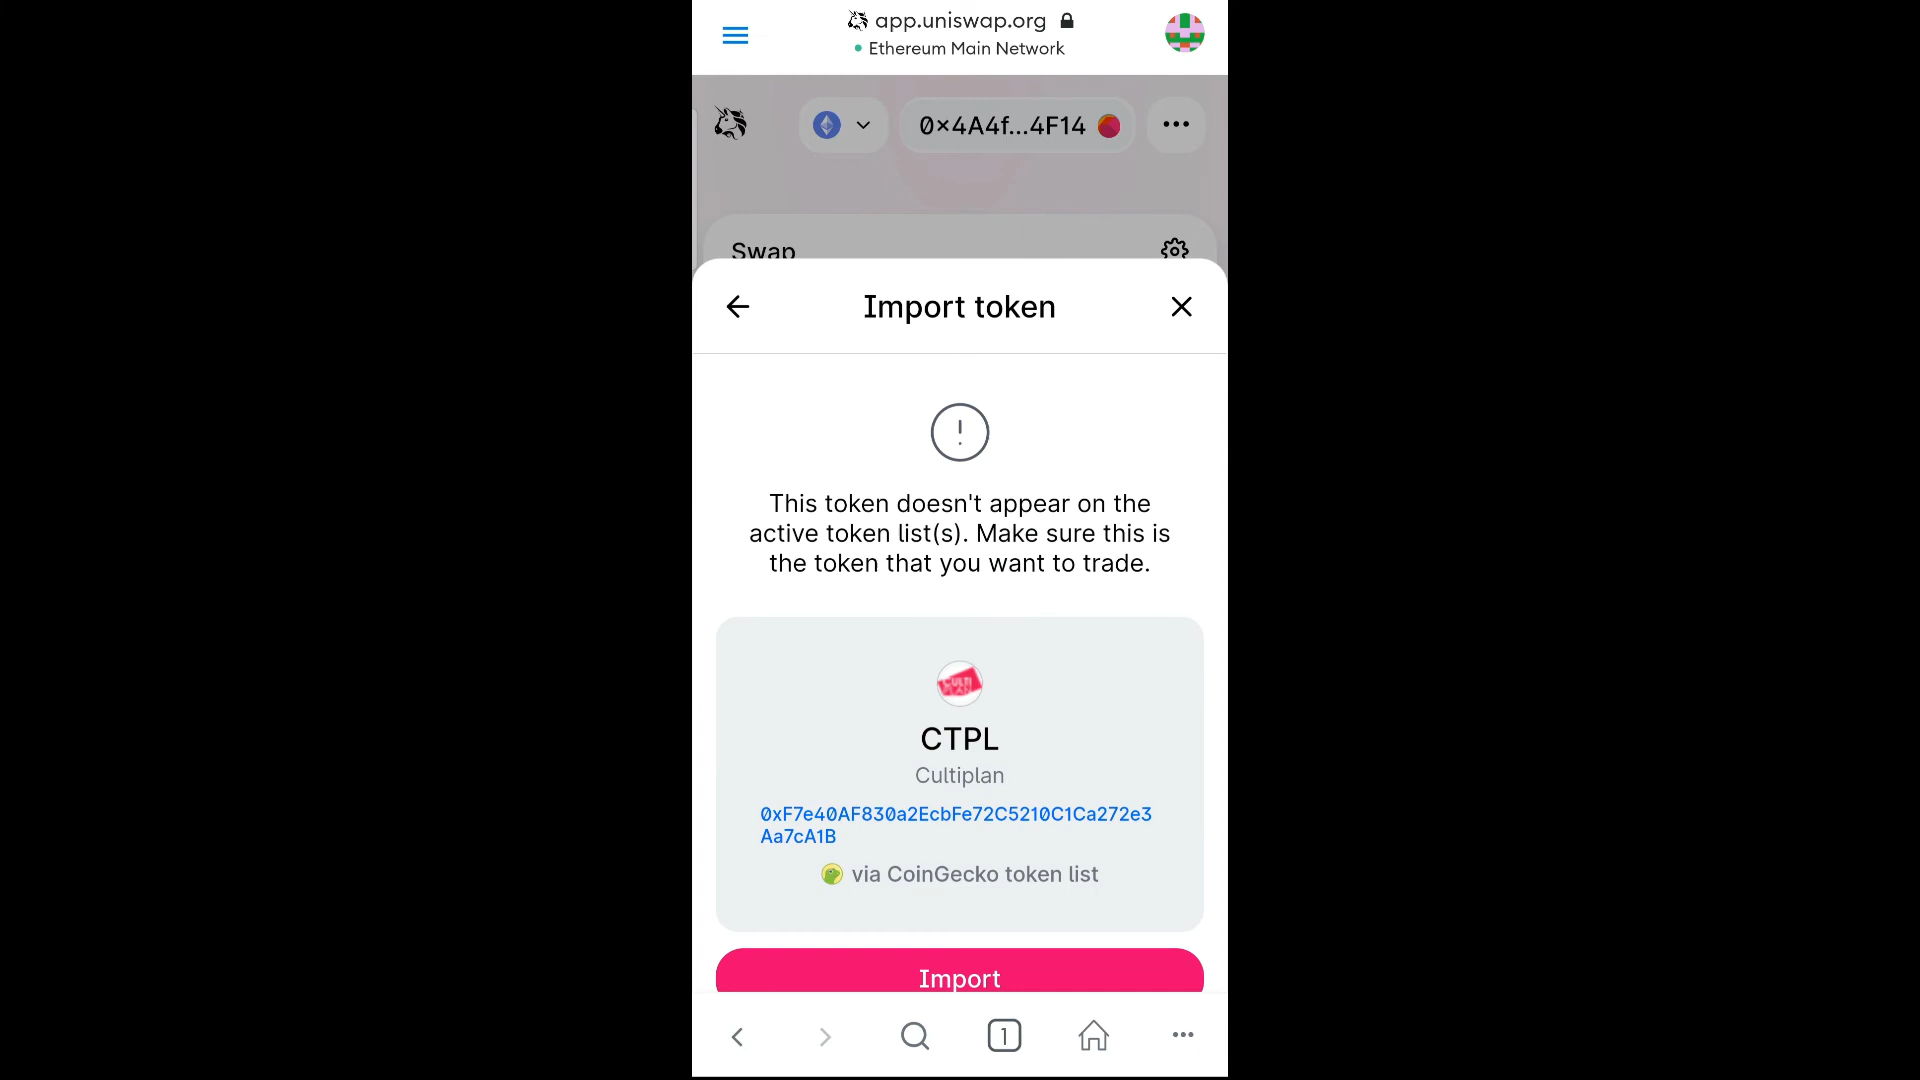 app.uniswap.org
Ethereum Main Network
0x4A4f...4F14
Swap
Import token
This token doesn't appear on the
active token list(s). Make sure this is
the token that you want to trade.
CULTI
PLAN
CTPL
Cultiplan
0xF7e40AF830a2EcbFe72C5210C1Ca272e3
Aa7cA1B
via CoinGecko token list
Import
1